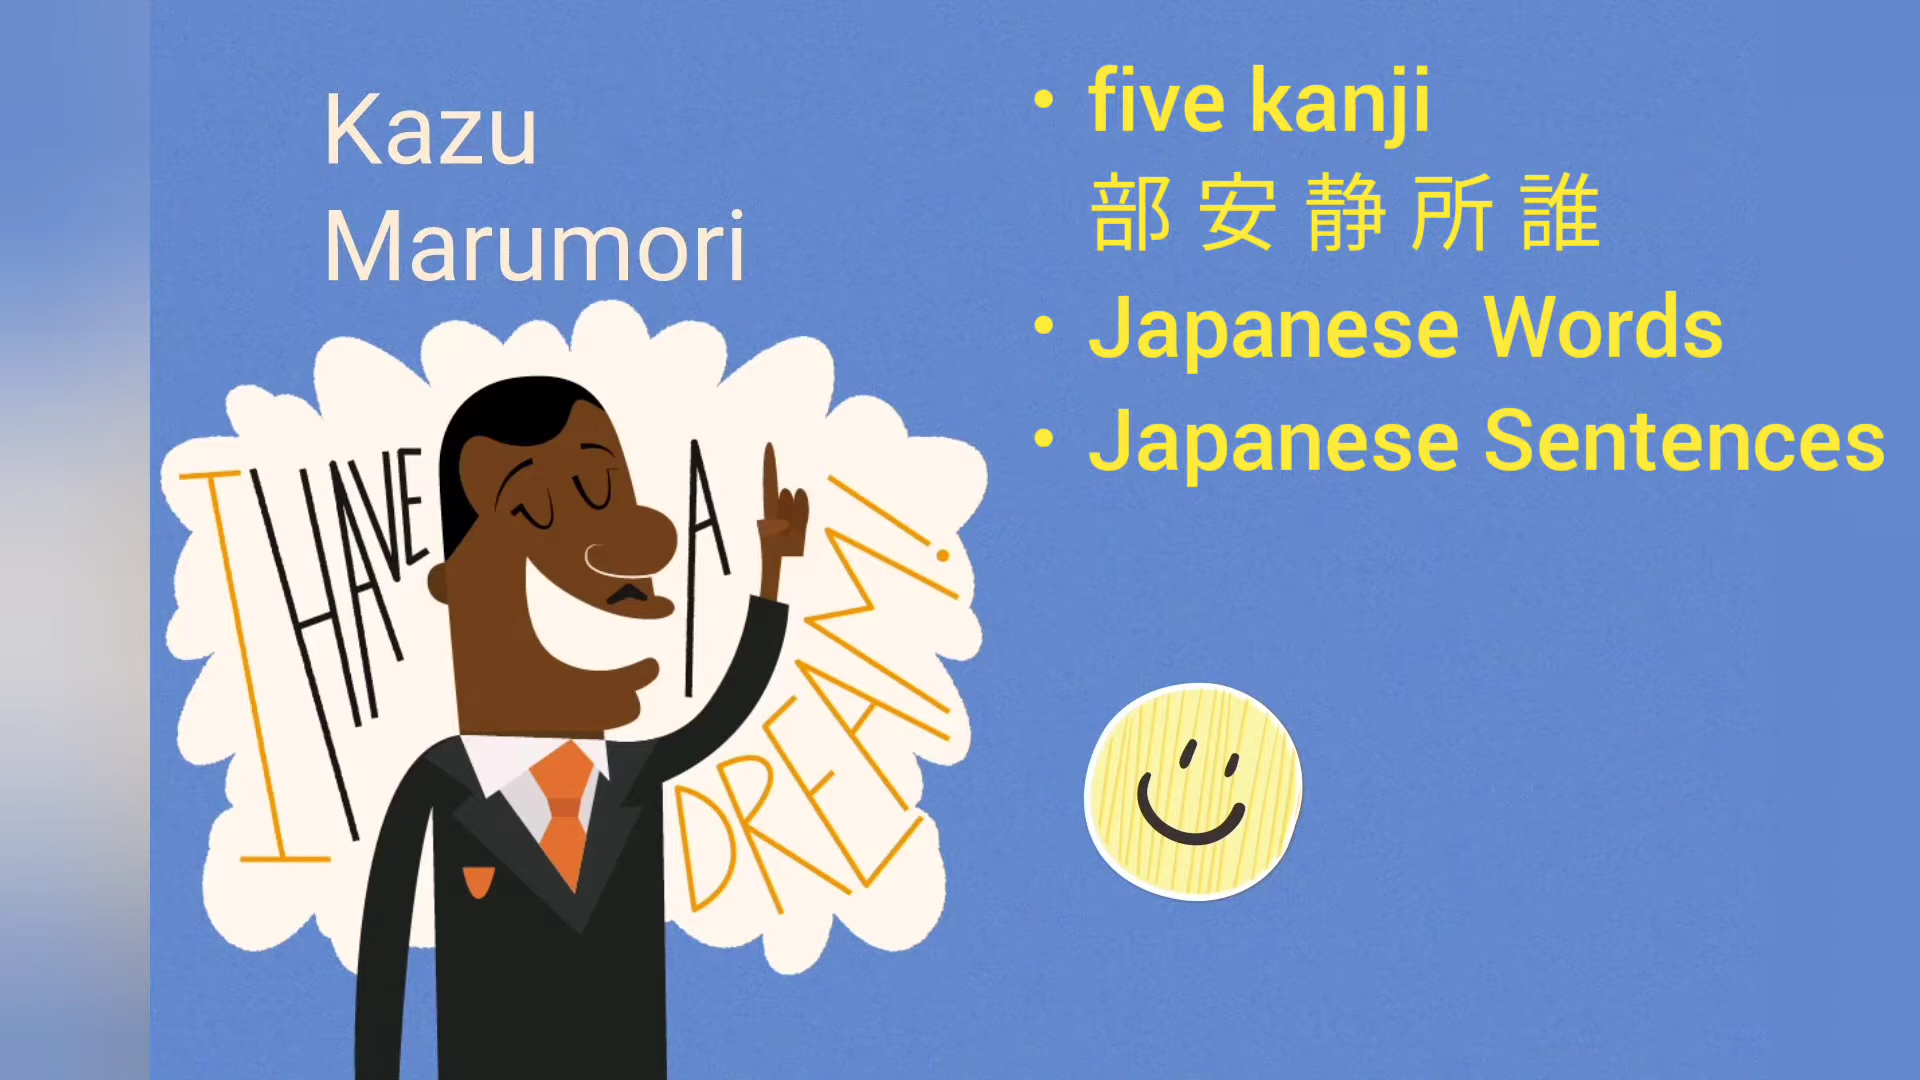 Kazu
Marumori
I HAVE A DREAM!
• five kanji
部 安 静 所 誰
• Japanese Words
• Japanese Sentences